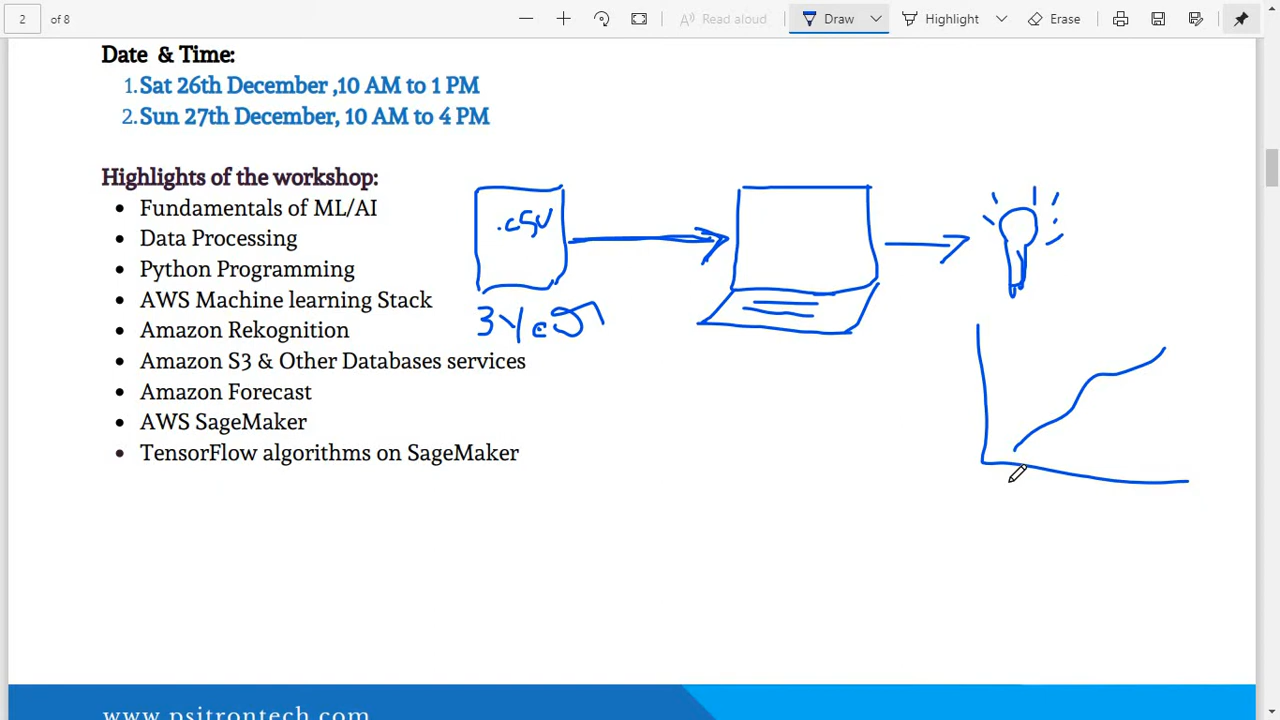 2 of 8
Read aloud
Draw
Highlight
Erase
Date & Time:
1. Sat 26th December ,10 AM to 1 PM
2. Sun 27th December, 10 AM to 4 PM
Highlights of the workshop:
• Fundamentals of ML/AI
• Data Processing
• Python Programming
• AWS Machine learning Stack
• Amazon Rekognition
• Amazon S3 & Other Databases services
• Amazon Forecast
• AWS SageMaker
• TensorFlow algorithms on SageMaker
.csv
3 Year
www.psitrontech.com